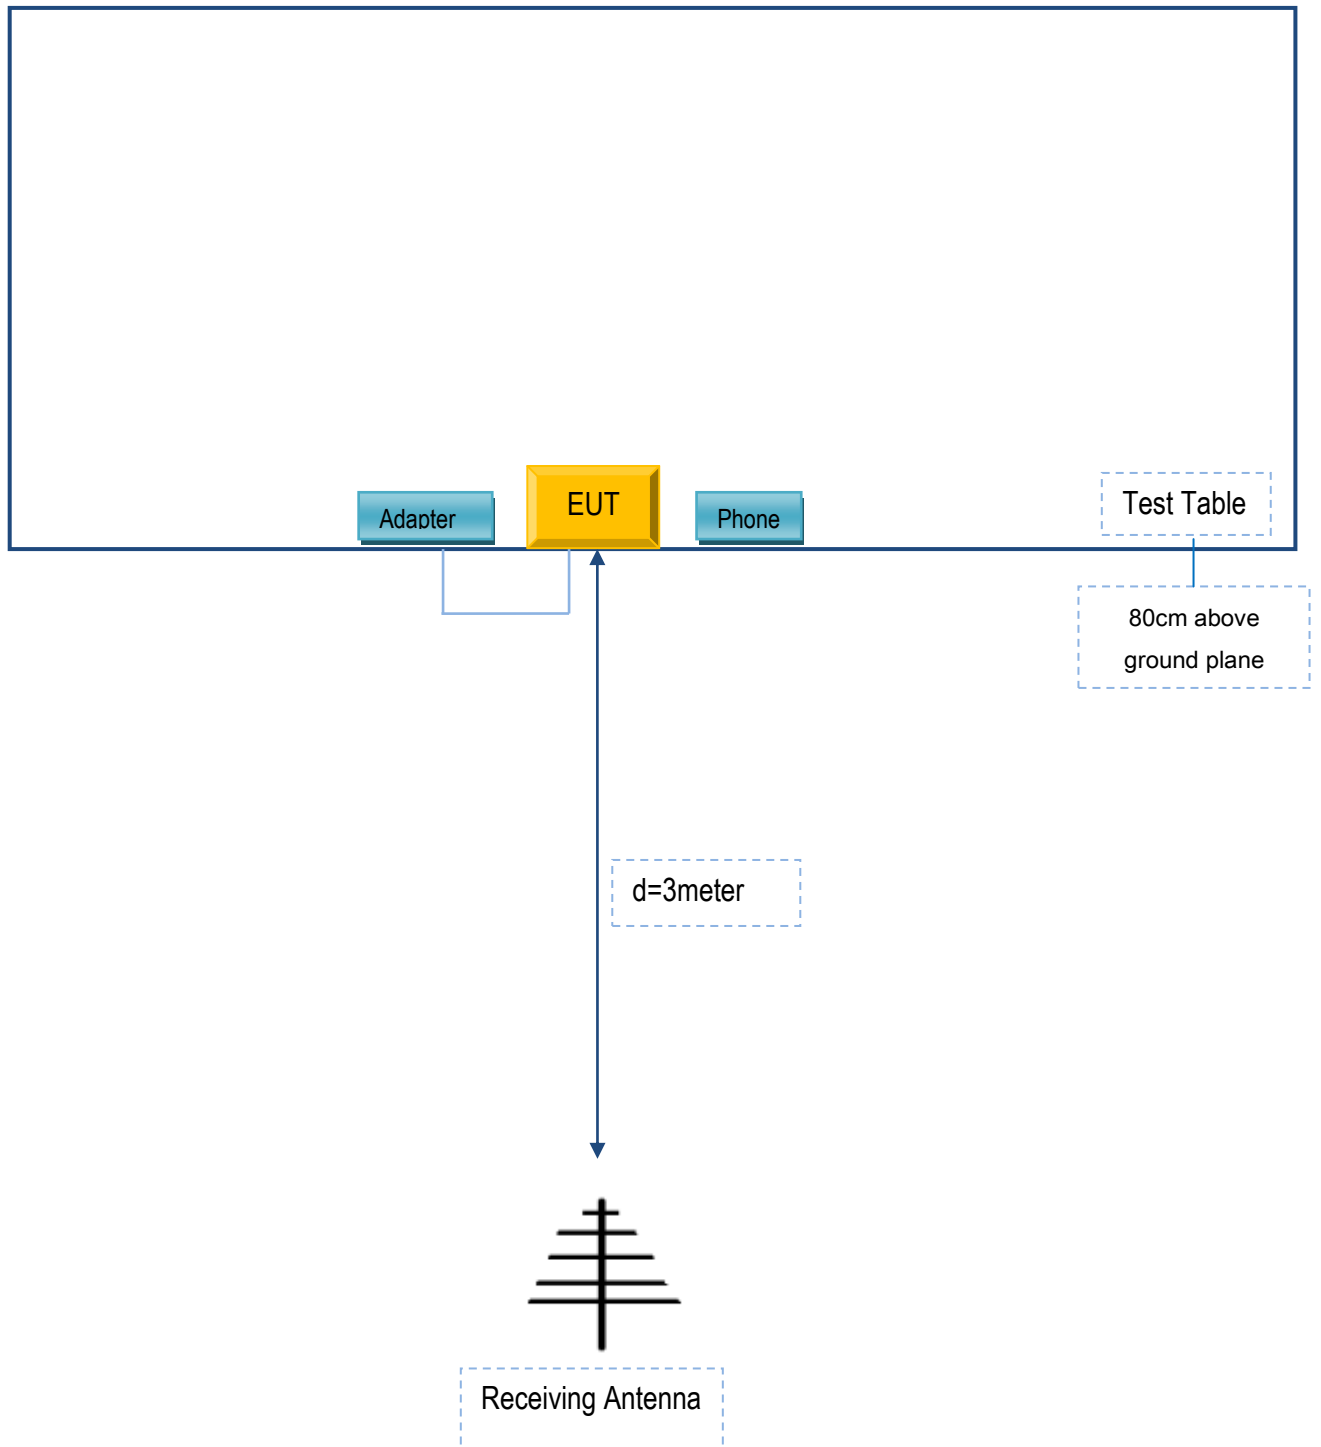 Adapter
EUT
Phone
Test Table
80cm above
ground plane
d=3meter
Receiving Antenna